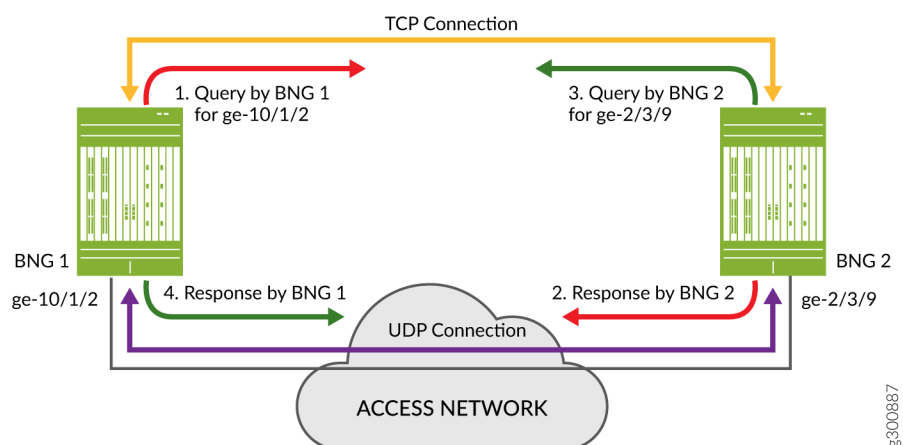 TCP Connection
1. Query by BNG 1
for ge-10/1/2
3. Query by BNG 2
for ge-2/3/9
BNG 1
ge-10/1/2
BNG 2
ge-2/3/9
4. Response by BNG 1
2. Response by BNG 2
UDP Connection
ACCESS NETWORK
g300887